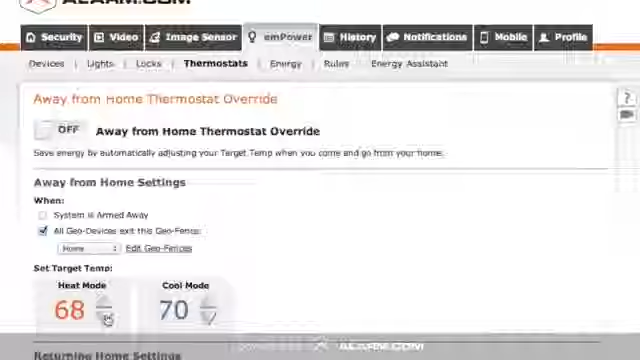 ALARM.COM
Security Video Image Sensor emPower History Notifications Mobile Profile
Devices | Lights | Locks | Thermostats | Energy | Rules | Energy Assistant
Away from Home Thermostat Override
?
OFF Away from Home Thermostat Override
Save energy by automatically adjusting your Target Temp when you come and go from your home.
Away from Home Settings
When:
System is Armed Away
All Geo-Devices exit this Geo-Fence:
Home Edit Geo-Fences
Set Target Temp:
Heat Mode Cool Mode
68 70
ALARM.COM
Returning Home Settings